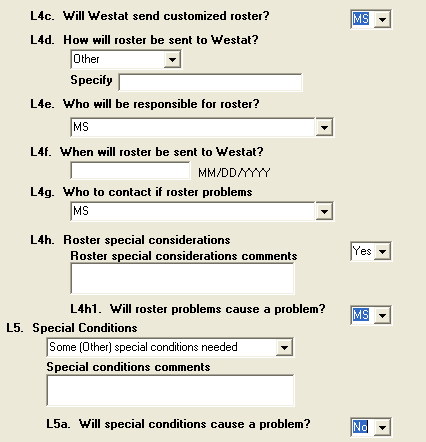 L4c. Will Westat send customized roster? MS
L4d. How will roster be sent to Westat?
Other
Specify
L4e. Who will be responsible for roster?
MS
L4f. When will roster be sent to Westat?
MM/DD/YYYY
L4g. Who to contact if roster problems
MS
L4h. Roster special considerations
Roster special considerations comments Yes
L4h1. Will roster problems cause a problem? MS
L5. Special Conditions
Some (Other) special conditions needed
Special conditions comments
L5a. Will special conditions cause a problem? No